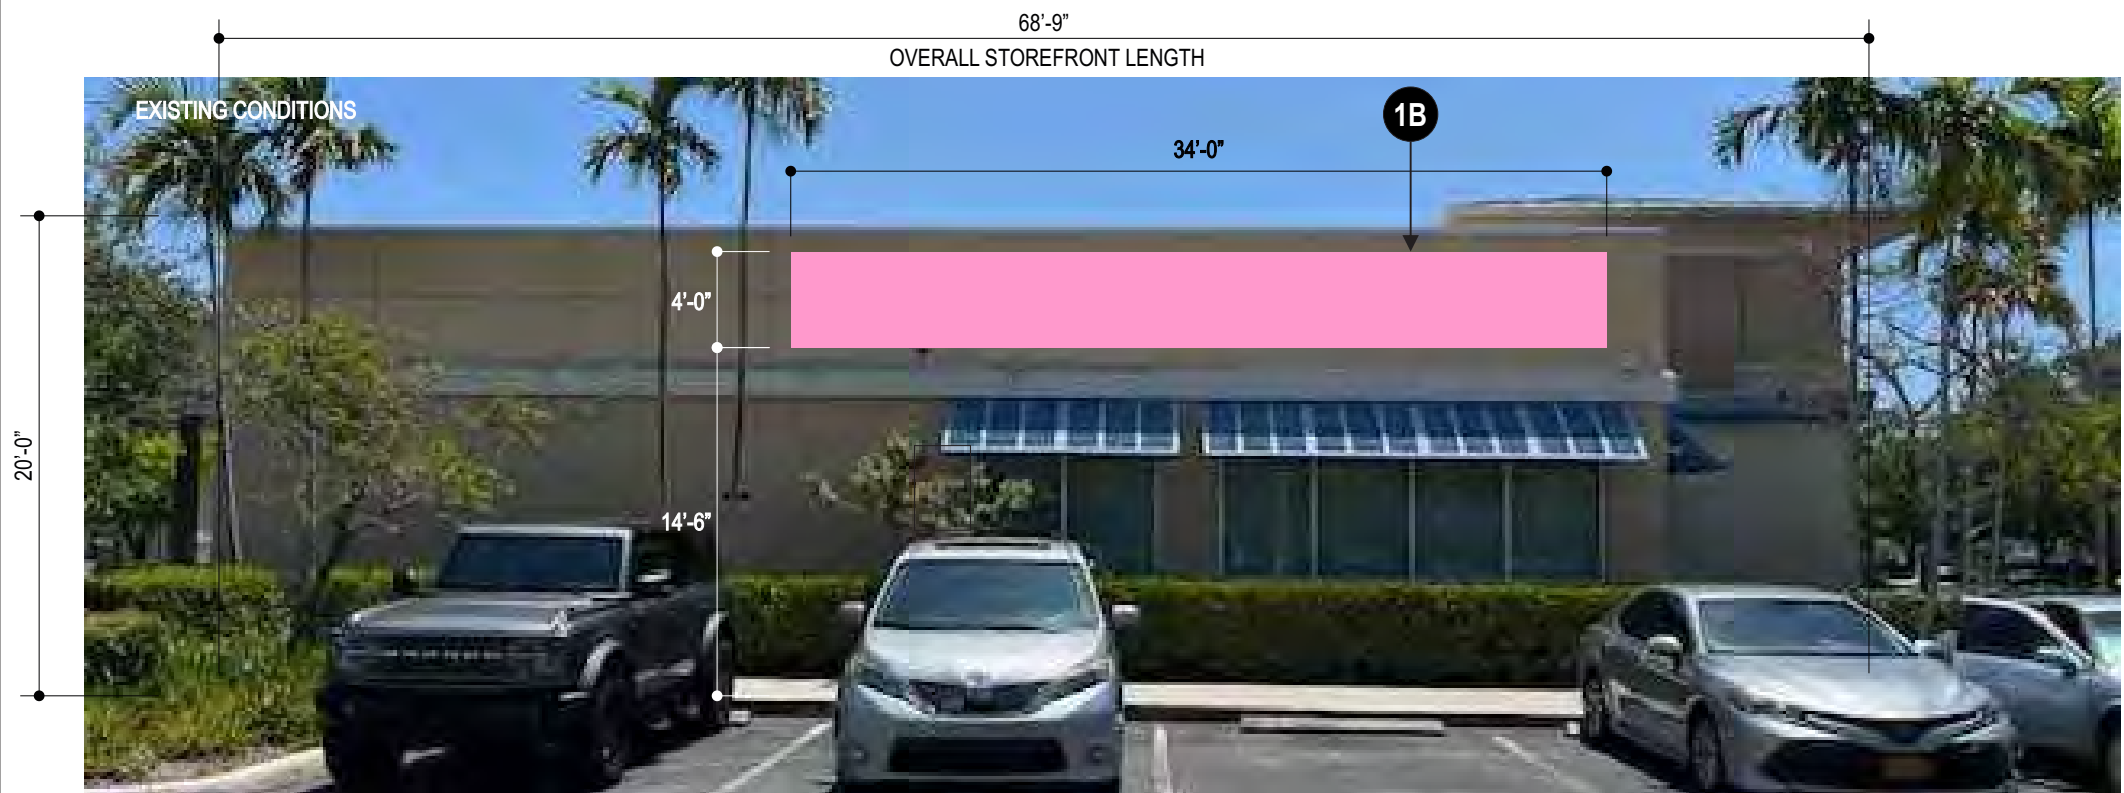 68’-9”
OVERALL STOREFRONT LENGTH
EXISTING CONDITIONS
1B
34’-0”
4’-0”
20’-0”
14’-6”